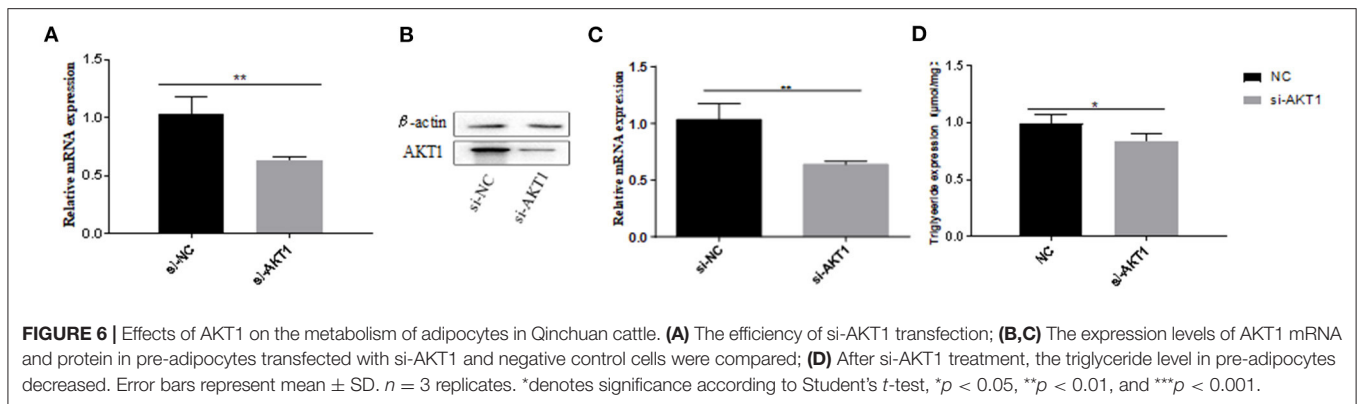 A
Relative mRNA expression
1.5
1.0
0.5
0.0
**
si-NC
si-AKT1
B
β-actin
AKT1
si-NC
si-AKT1
C
Relative mRNA expression
1.5
1.0
0.5
0.0
**
si-NC
si-AKT1
D
Triglyceride expression (μmol/mg)
1.5
1.0
0.5
0.0
*
NC
si-AKT1
NC
si-AKT1
FIGURE 6 | Effects of AKT1 on the metabolism of adipocytes in Qinchuan cattle. (A) The efficiency of si-AKT1 transfection; (B,C) The expression levels of AKT1 mRNA
and protein in pre-adipocytes transfected with si-AKT1 and negative control cells were compared; (D) After si-AKT1 treatment, the triglyceride level in pre-adipocytes
decreased. Error bars represent mean ± SD. n = 3 replicates. *denotes significance according to Student's t-test, *p < 0.05, **p < 0.01, and ***p < 0.001.